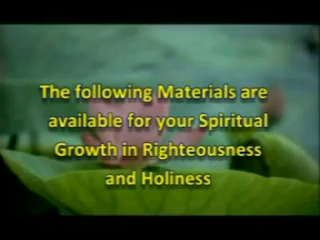 The following Materials are
available for your Spiritual
Growth in Righteousness
and Holiness